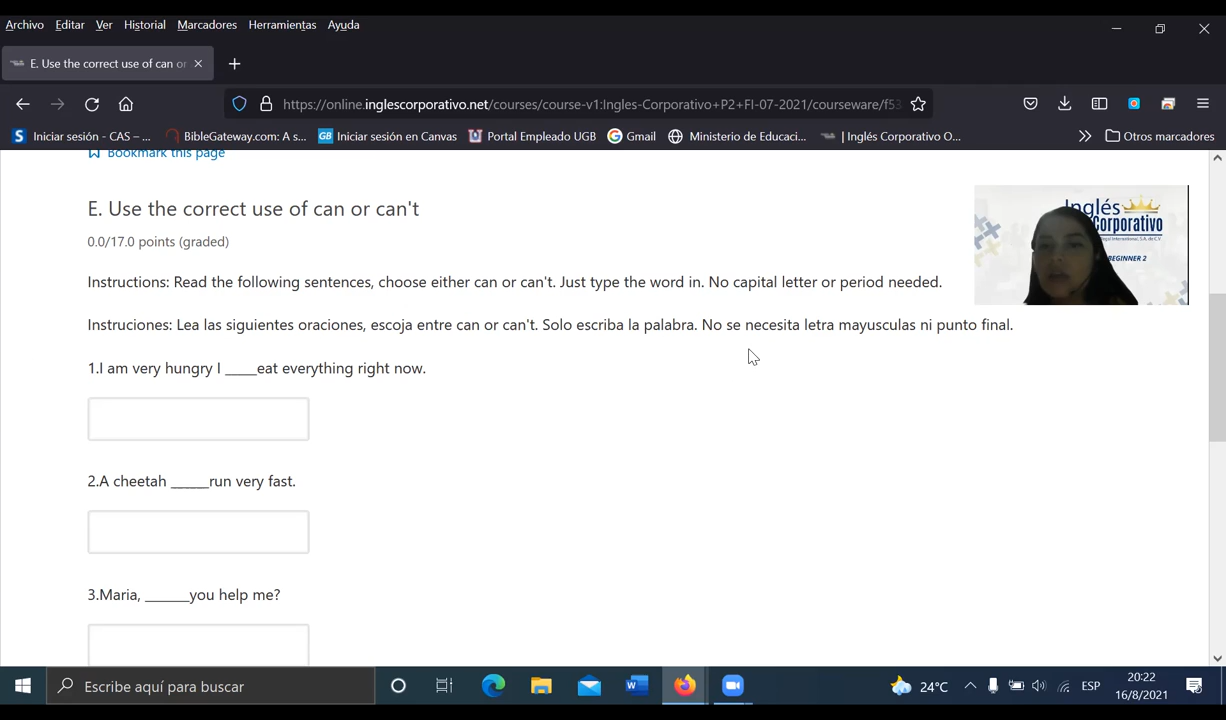 Archivo Editar Ver Historial Marcadores Herramientas Ayuda
E. Use the correct use of can or
https://online.inglescorporativo.net/courses/course-v1:Ingles-Corporativo+P2+FI-07-2021/courseware/f53
Iniciar sesión - CAS – ... BibleGateway.com: A s... GB Iniciar sesión en Canvas Portal Empleado UGB Gmail Ministerio de Educaci... | Inglés Corporativo O... Otros marcadores
Bookmark this page
E. Use the correct use of can or can't
0.0/17.0 points (graded)
Inglés
Corporativo
BEGINNER 2
Instructions: Read the following sentences, choose either can or can't. Just type the word in. No capital letter or period needed.
Instruciones: Lea las siguientes oraciones, escoja entre can or can't. Solo escriba la palabra. No se necesita letra mayusculas ni punto final.
1.I am very hungry I _____eat everything right now.
2.A cheetah ______run very fast.
3.Maria, _______you help me?
Escribe aquí para buscar
24°C
ESP
20:22
16/8/2021